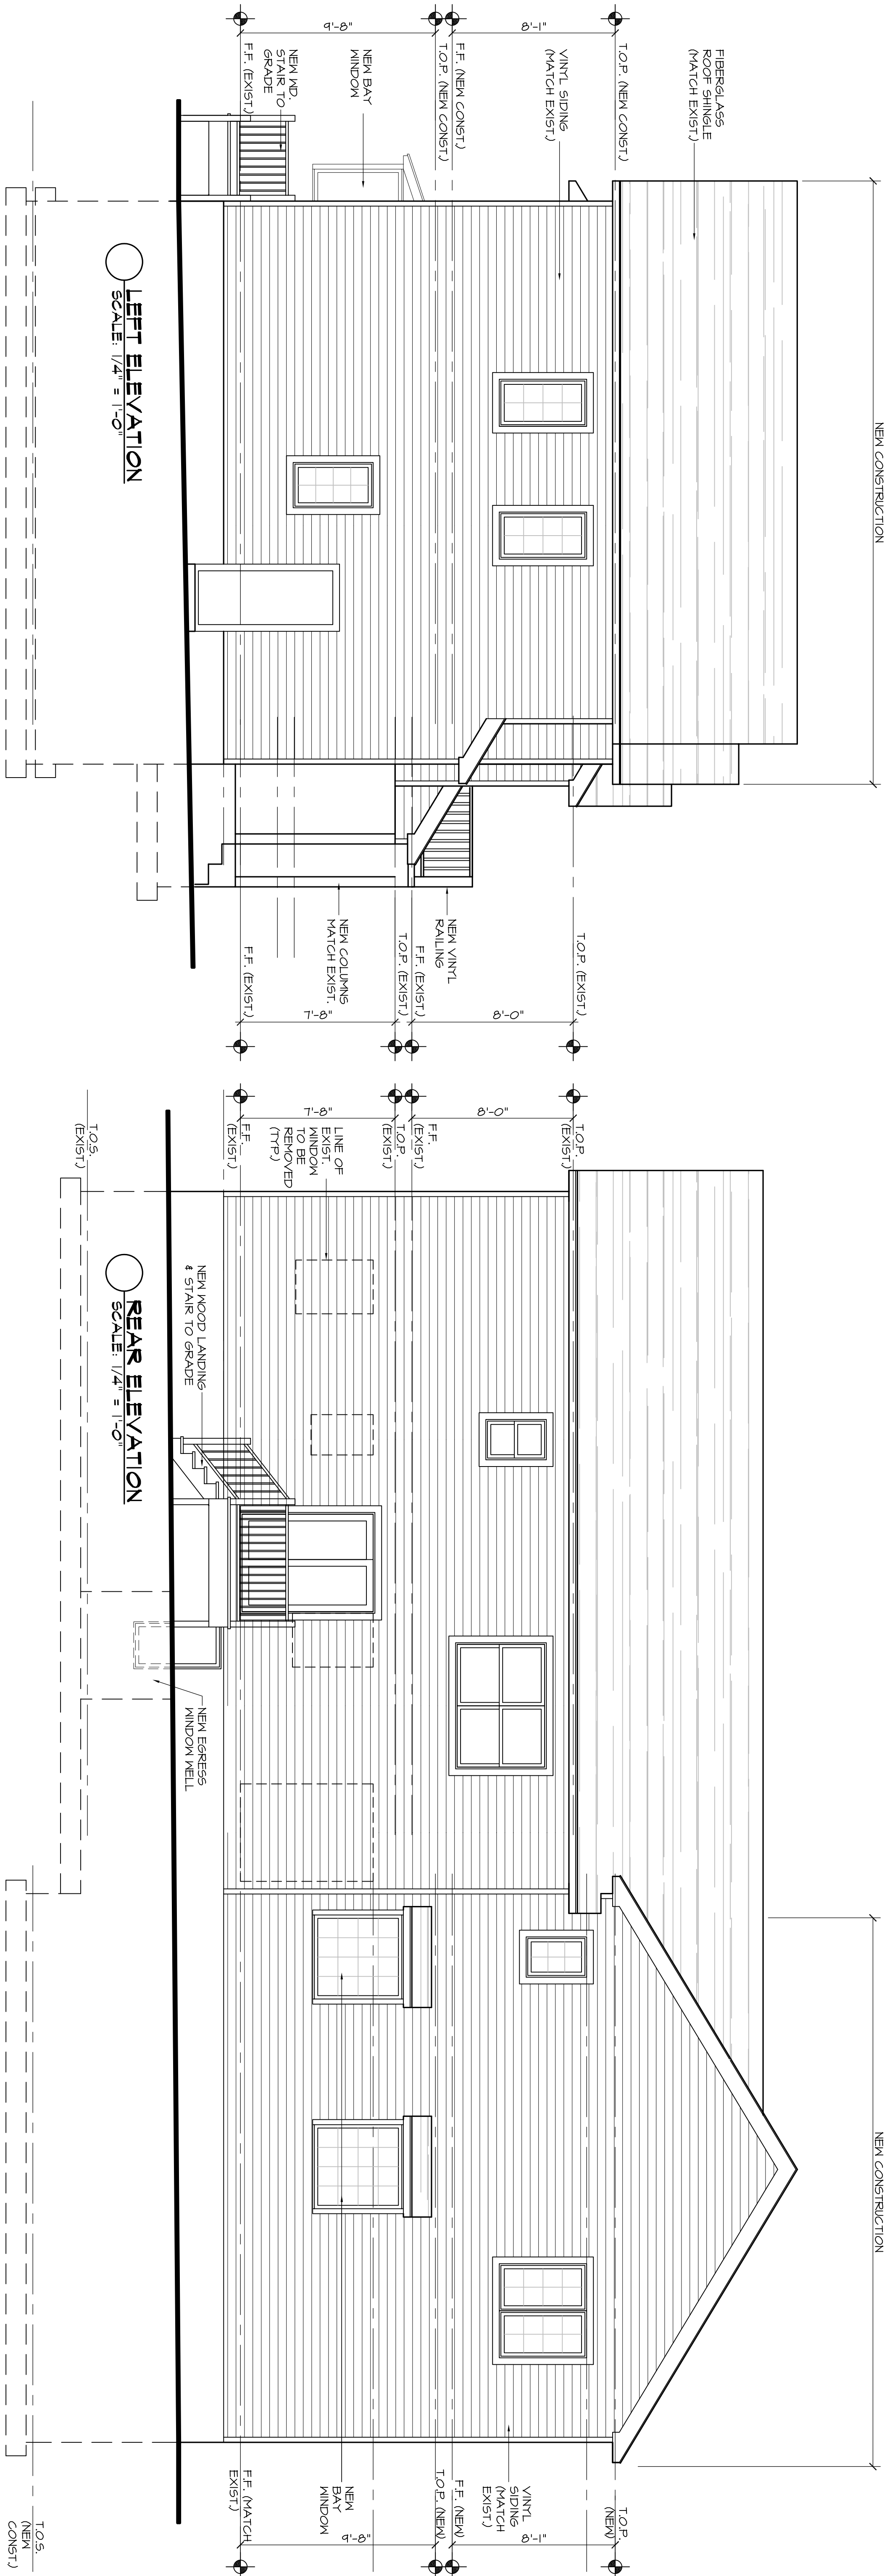 NEW CONSTRUCTION
FIBERGLASS
ROOF SHINGLE
(MATCH EXIST.)
T.O.P. (NEW CONST.)
8'-1"
VINYL SIDING
(MATCH EXIST.)
F.F. (NEW CONST.)
T.O.P. (NEW CONST.)
9'-8"
NEW BAY
WINDOW
NEW WD.
STAIR TO
GRADE
F.F. (EXIST.)
T.O.P. (EXIST.)
8'-0"
NEW VINYL
RAILING
F.F. (EXIST.)
T.O.P. (EXIST.)
7'-8"
NEW COLUMNS
MATCH EXIST.
F.F. (EXIST.)
LEFT ELEVATION
SCALE: 1/4" = 1'-0"
NEW CONSTRUCTION
T.O.P.
(EXIST.)
8'-0"
F.F.
(EXIST.)
T.O.P.
(EXIST.)
7'-8"
LINE OF
EXIST.
WINDOW
TO BE
REMOVED
(TYP.)
F.F.
(EXIST.)
T.O.S.
(EXIST.)
NEW WOOD LANDING
& STAIR TO GRADE
NEW EGRESS
WINDOW WELL
T.O.P.
(NEW)
8'-1"
VINYL
SIDING
(MATCH
EXIST.)
F.F. (NEW)
T.O.P. (NEW)
9'-8"
NEW
BAY
WINDOW
F.F. (MATCH
EXIST.)
T.O.S.
(NEW
CONST.)
REAR ELEVATION
SCALE: 1/4" = 1'-0"